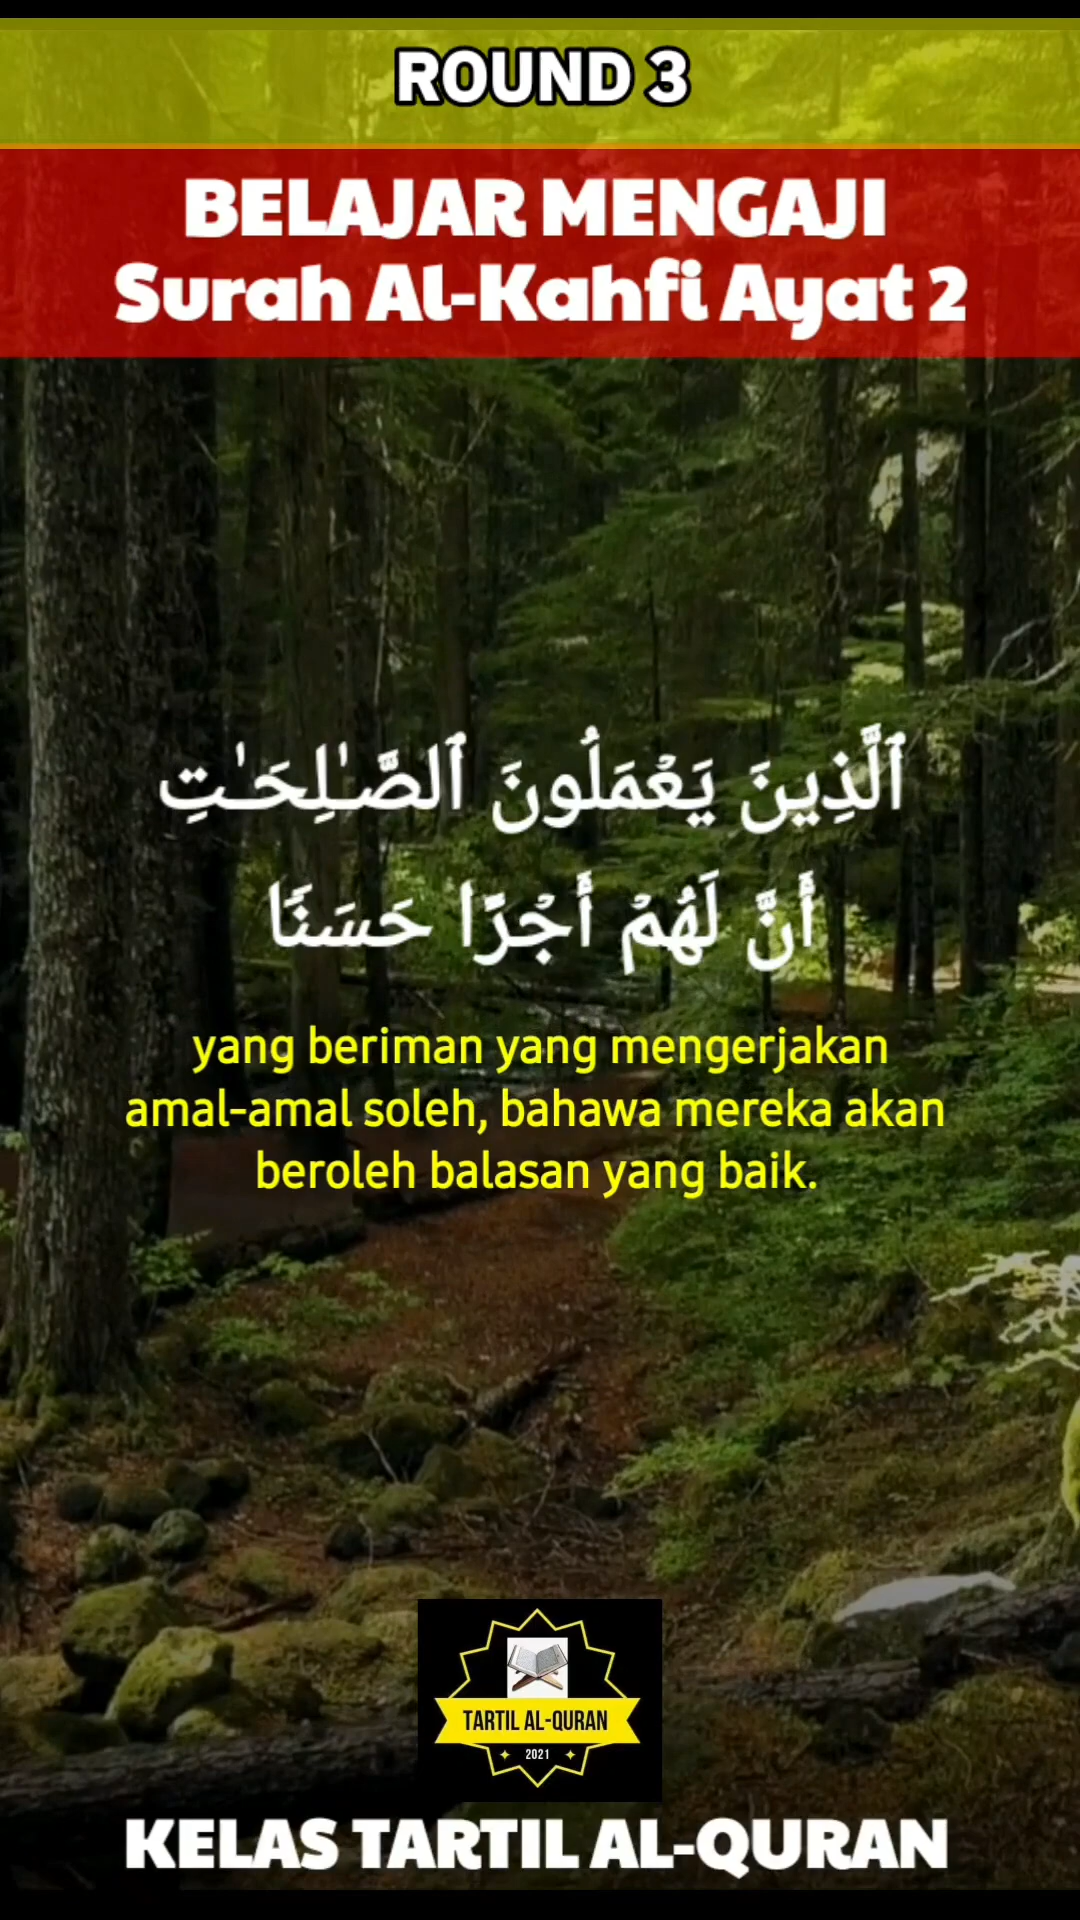 ROUND 3
BELAJAR MENGAJI
Surah Al-Kahfi Ayat 2
ٱلَّذِينَ يَعۡمَلُونَ ٱلصَّـٰلِحَـٰتِ
أَنَّ لَهُمۡ أَجۡرًا حَسَنࣰا
yang beriman yang mengerjakan
amal-amal soleh, bahawa mereka akan
beroleh balasan yang baik.
TARTIL AL-QURAN
2021
KELAS TARTIL AL-QURAN